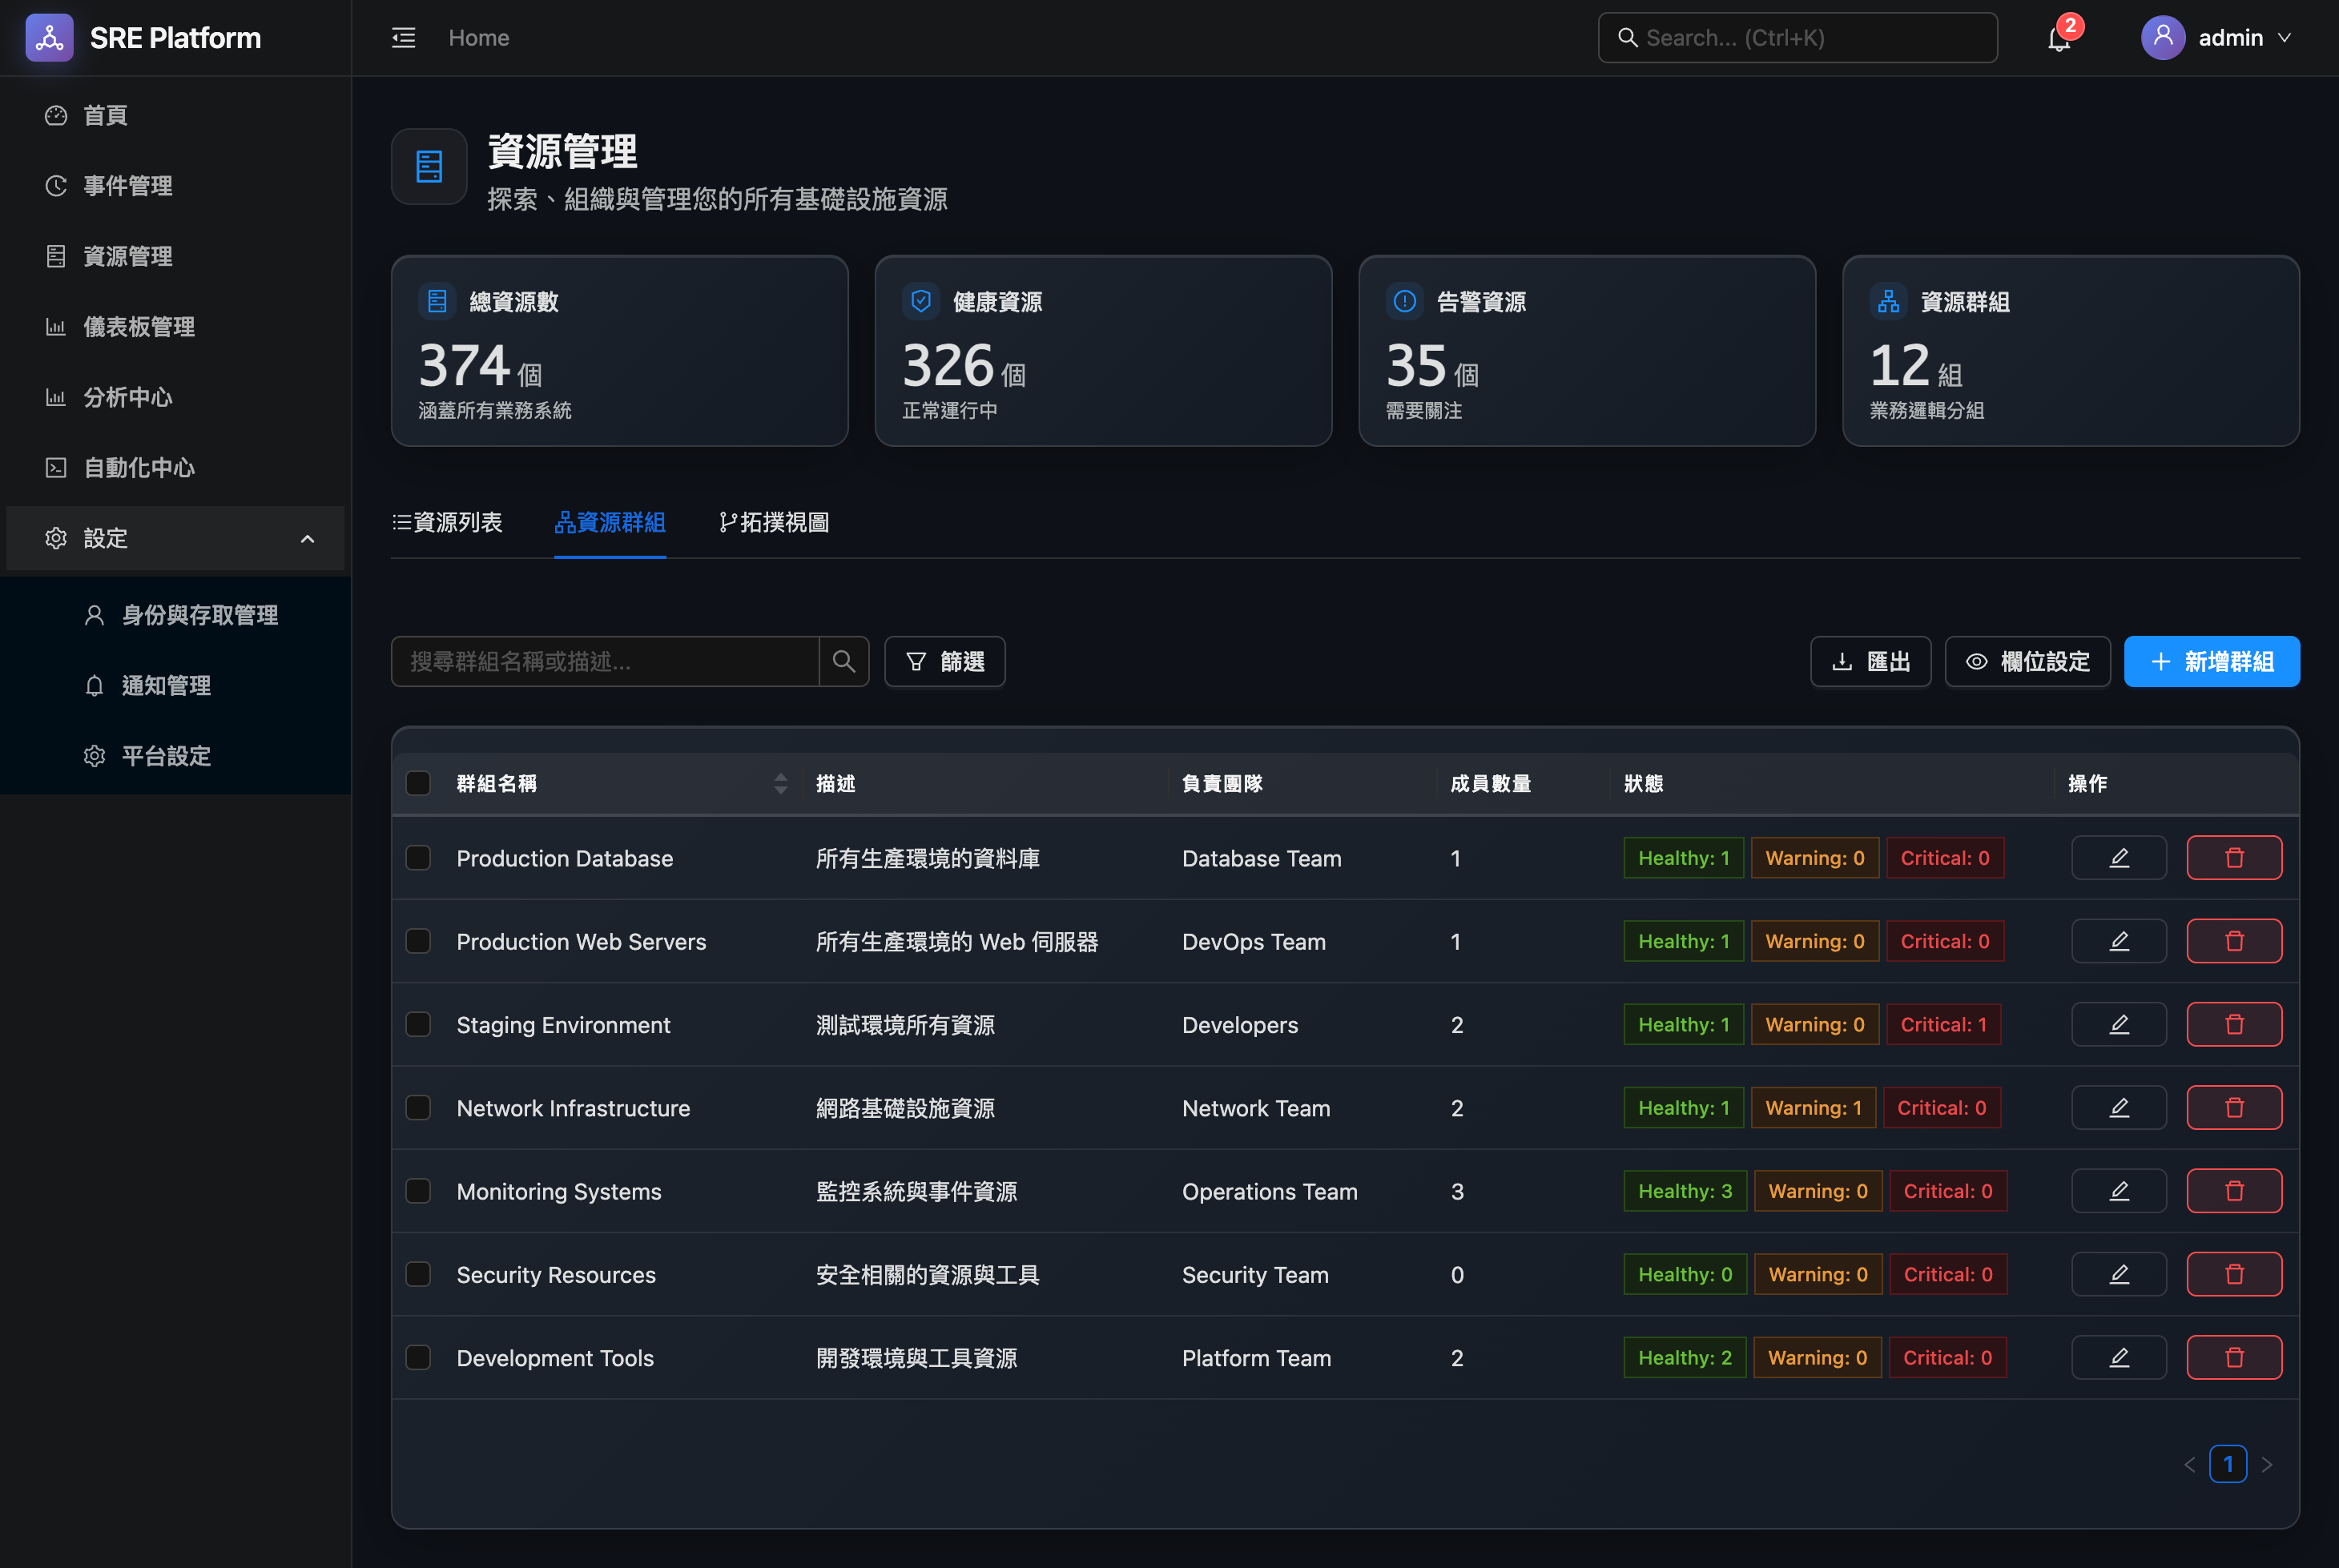 SRE Platform
Home
Search... (Ctrl+K)
2
admin
首頁
事件管理
資源管理
儀表板管理
分析中心
自動化中心
設定
身份與存取管理
通知管理
平台設定
資源管理
探索、組織與管理您的所有基礎設施資源
總資源數
374 個
涵蓋所有業務系統
健康資源
326 個
正常運行中
告警資源
35 個
需要關注
資源群組
12 組
業務邏輯分組
資源列表
資源群組
拓撲視圖
搜尋群組名稱或描述...
篩選
匯出
欄位設定
新增群組
群組名稱 描述 負責團隊 成員數量 狀態 操作
Production Database 所有生產環境的資料庫 Database Team 1 Healthy: 1 Warning: 0 Critical: 0
Production Web Servers 所有生產環境的 Web 伺服器 DevOps Team 1 Healthy: 1 Warning: 0 Critical: 0
Staging Environment 測試環境所有資源 Developers 2 Healthy: 1 Warning: 0 Critical: 1
Network Infrastructure 網路基礎設施資源 Network Team 2 Healthy: 1 Warning: 1 Critical: 0
Monitoring Systems 監控系統與事件資源 Operations Team 3 Healthy: 3 Warning: 0 Critical: 0
Security Resources 安全相關的資源與工具 Security Team 0 Healthy: 0 Warning: 0 Critical: 0
Development Tools 開發環境與工具資源 Platform Team 2 Healthy: 2 Warning: 0 Critical: 0
1